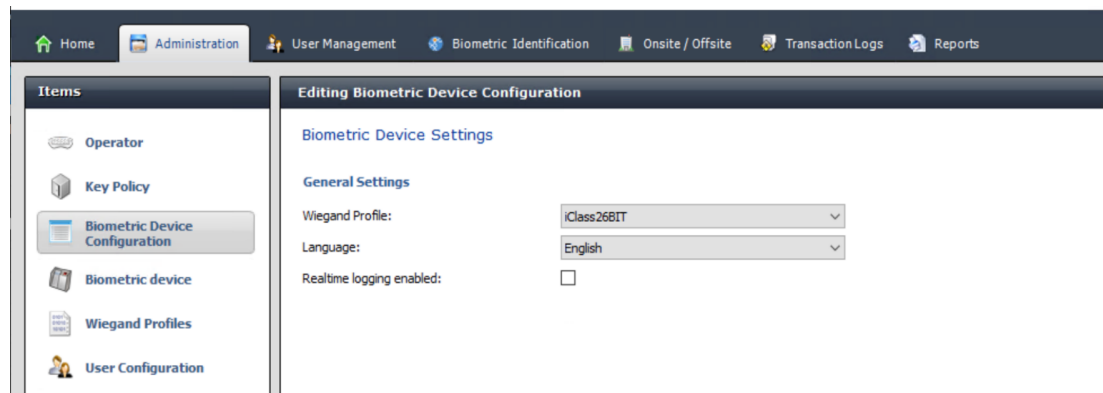 Home
Administration
User Management
Biometric Identification
Onsite / Offsite
Transaction Logs
Reports
Items
Operator
Key Policy
Biometric Device
Configuration
Biometric device
Wiegand Profiles
User Configuration
Editing Biometric Device Configuration
Biometric Device Settings
General Settings
Wiegand Profile:
iClass26BIT
Language:
English
Realtime logging enabled: